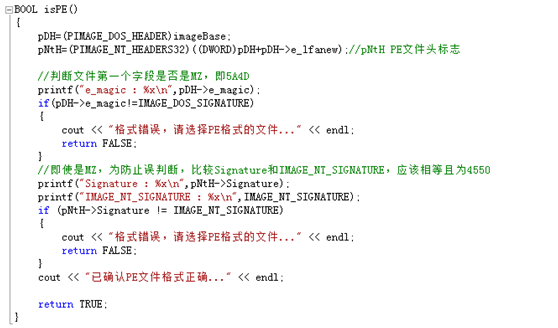 BOOL isPE()
{
pDH=(PIMAGE_DOS_HEADER)imageBase;
pNtH=(PIMAGE_NT_HEADERS32)((DWORD)pDH+pDH->e_lfanew);//pNtH PE文件头标志
//判断文件第一个字段是否是MZ，即5A4D
printf("e_magic : %x\n",pDH->e_magic);
if(pDH->e_magic!=IMAGE_DOS_SIGNATURE)
{
cout << "格式错误，请选择PE格式的文件..." << endl;
return FALSE;
}
//即使是MZ，为防止误判断，比较Signature和IMAGE_NT_SIGNATURE，应该相等且为4550
printf("Signature : %x\n",pNtH->Signature);
printf("IMAGE_NT_SIGNATURE : %x\n",IMAGE_NT_SIGNATURE);
if (pNtH->Signature != IMAGE_NT_SIGNATURE)
{
cout << "格式错误，请选择PE格式的文件..." << endl;
return FALSE;
}
cout << "已确认PE文件格式正确..." << endl;
return TRUE;
}